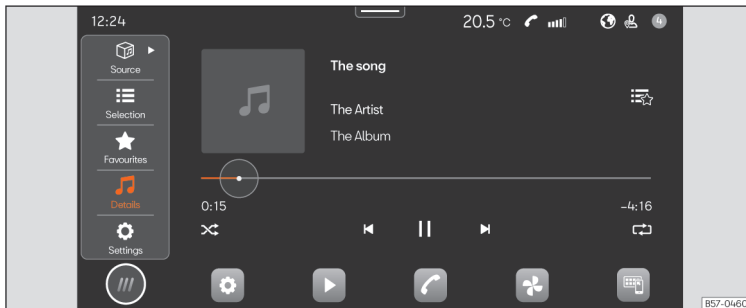 12:24
20.5 °C
4
Source
Selection
Favourites
Details
Settings
The song
The Artist
The Album
0:15
-4:16
B57-0460